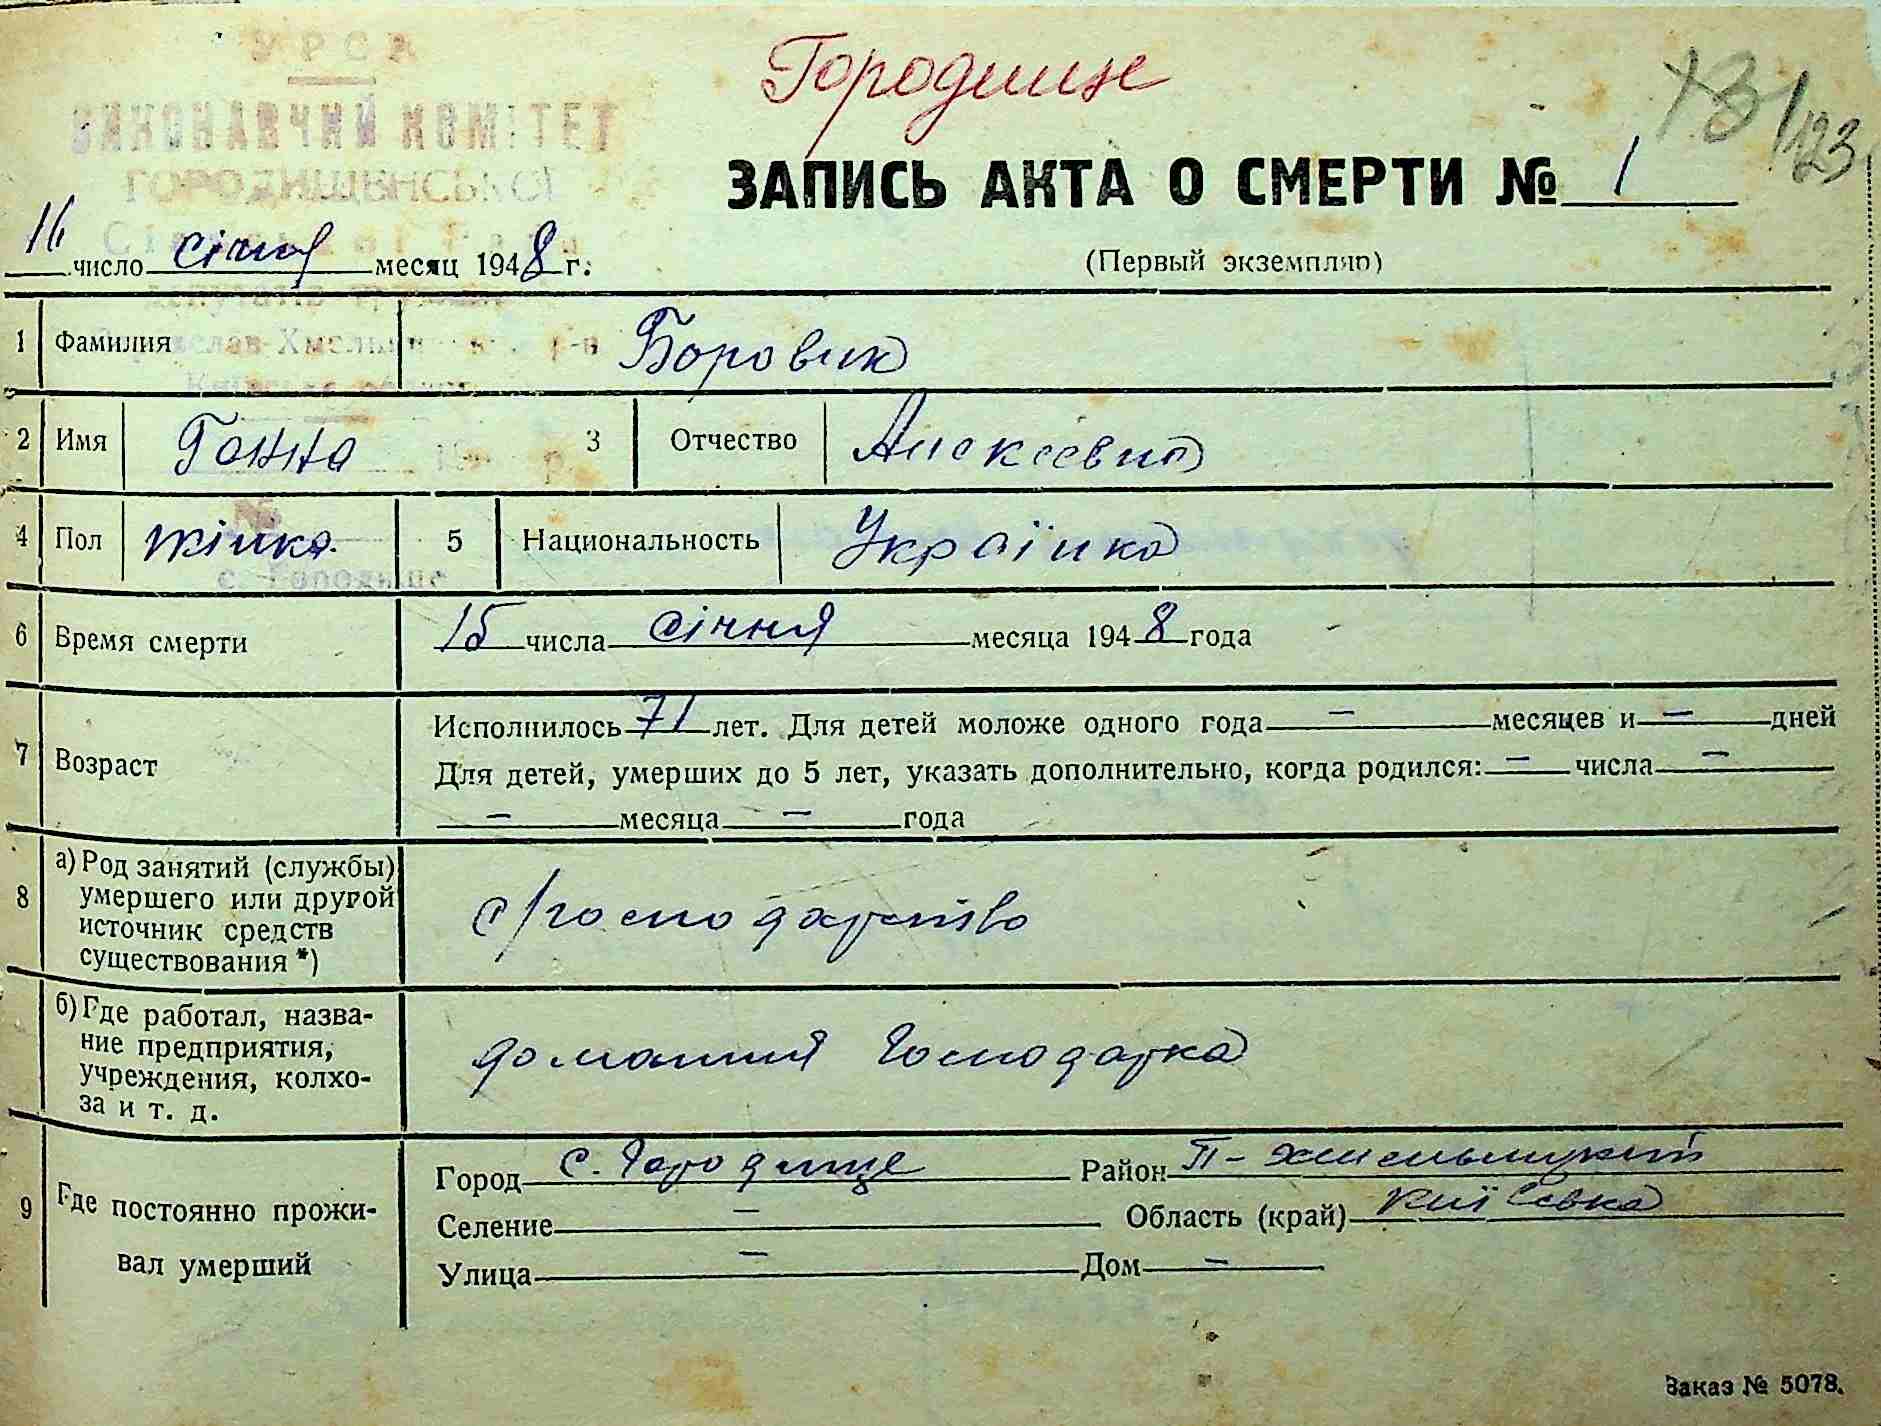 УРСР
Городище
ВИКОНАВЧИЙ КОМІТЕТ
ГОРОДИЩЕНСЬКОЇ
ЗАПИСЬ АКТА О СМЕРТИ № 1
16 число січня месяц 1948 г.
(Первый экземпляр)
1 Фамилия Боровик
2 Имя Ганна 3 Отчество Алексеевна
4 Пол жінка 5 Национальность Українка
с. Городище
6 Время смерти 15 числа січня месяца 1948 года
7 Возраст Исполнилось 71 лет. Для детей моложе одного года — месяцев и — дней
Для детей, умерших до 5 лет, указать дополнительно, когда родился: — числа —
— месяца — года
8 а) Род занятий (службы) умершего или другой источник средств существования *) с/господарство
б) Где работал, название предприятия, учреждения, колхоза и т. д. домашня господарка
9 Где постоянно проживал умерший
Город с. Городище Район П-Хмельницкий
Селение — Область (край) Київська
Улица — Дом —
Заказ № 5078.